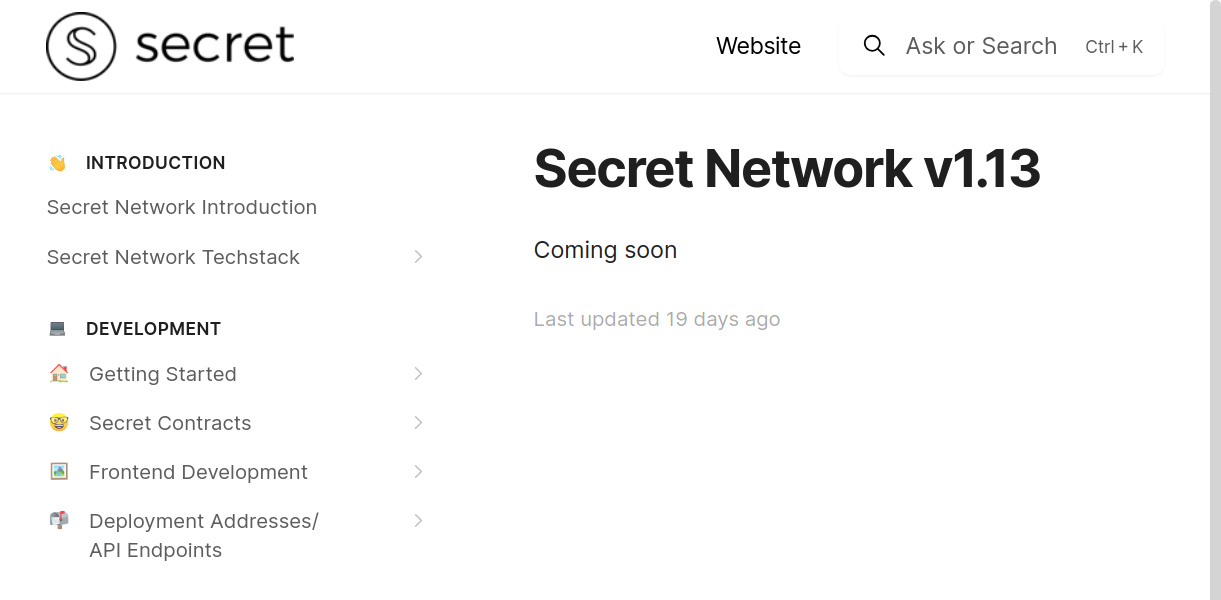 secret
Website
Ask or Search Ctrl + K
INTRODUCTION
Secret Network Introduction
Secret Network Techstack
DEVELOPMENT
Getting Started
Secret Contracts
Frontend Development
Deployment Addresses/
API Endpoints
Secret Network v1.13
Coming soon
Last updated 19 days ago